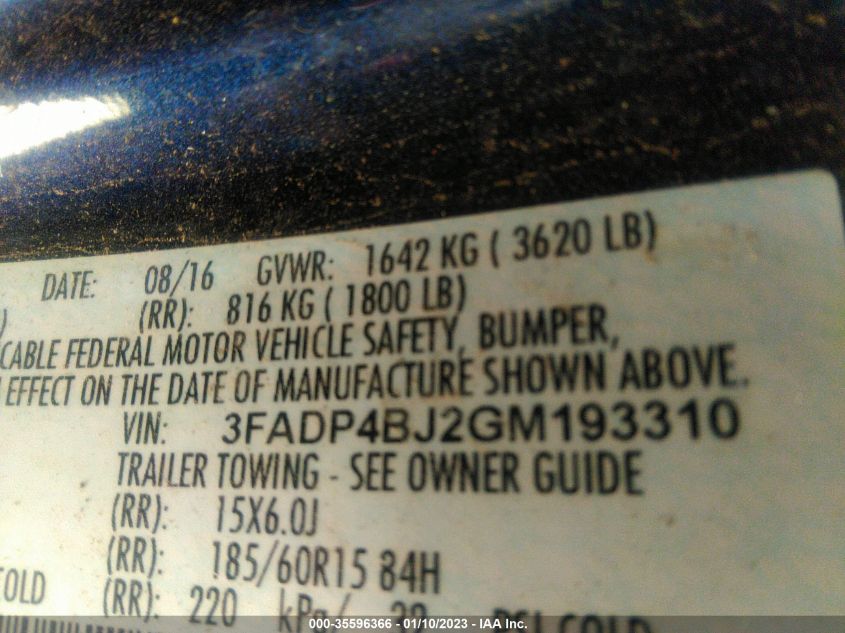 DATE: 08/16 GVWR: 1642 KG ( 3620 LB)
) (RR): 816 KG ( 1800 LB)
CABLE FEDERAL MOTOR VEHICLE SAFETY, BUMPER,
EFFECT ON THE DATE OF MANUFACTURE SHOWN ABOVE.
VIN: 3FADP4BJ2GM193310
TRAILER TOWING - SEE OWNER GUIDE
(RR): 15X6.0J
(RR): 185/60R15 84H
COLD (RR): 220 kPa/ PSI COLD
000-35596366 - 01/10/2023 - IAA Inc.